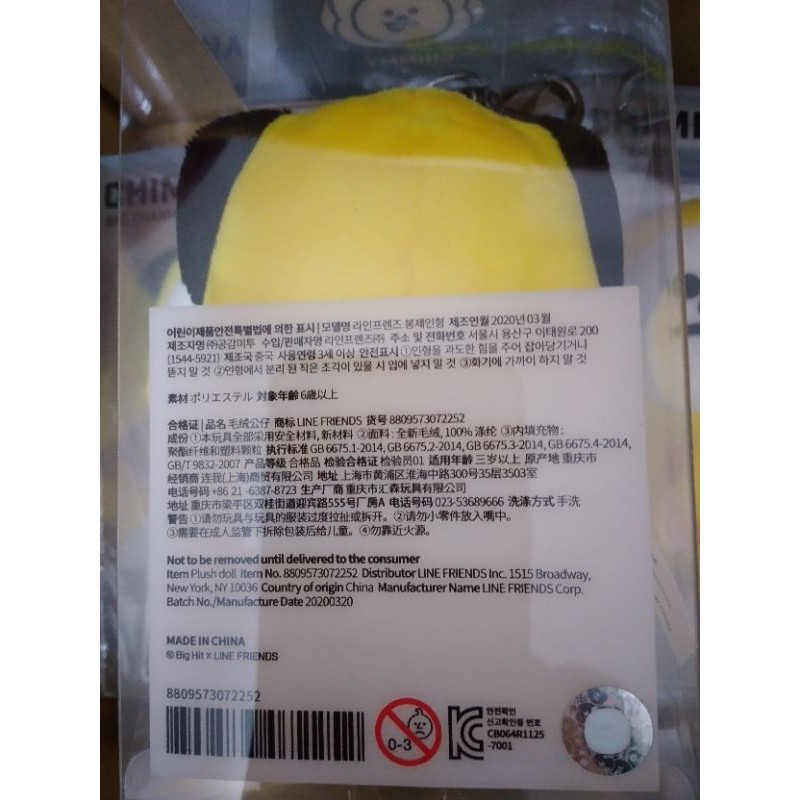 CHIMMY
어린이제품안전특별법에 의한 표시 | 모델명 라인프렌즈 봉제인형 제조연월 2020년 03월
제조자명 ㈜공감미투 수입/판매자명 라인프렌즈㈜ 주소 및 전화번호 서울시 용산구 이태원로 200
(1544-5921) 제조국 중국 사용연령 3세 이상 안전표시 ①인형을 과도한 힘을 주어 잡아당기거나
뜯지 말 것 ②인형에서 분리 된 작은 조각이 있을 시 입에 넣지 말 것 ③화기에 가까이 하지 말 것
素材 ポリエステル 対象年齢 6歳以上
合格证 | 品名 毛绒公仔 商标 LINE FRIENDS 货号 8809573072252
成份 ①本玩具全部采用安全材料, 新材料 ②面料 : 全新毛绒, 100% 涤纶 ③内填充物 :
聚酯纤维和塑料颗粒 执行标准 GB 6675.1-2014, GB 6675.2-2014, GB 6675.3-2014, GB 6675.4-2014,
GB/T 9832-2007 产品等级 合格品 检验合格证 检验员01 适用年龄 三岁以上 原产地 重庆市
经销商 连我(上海)商贸有限公司 地址 上海市黄浦区淮海中路300号35层3503室
电话号码 +86 21 -6387-8723 生产厂商 重庆市汇森玩具有限公司
地址 重庆市梁平区双桂街道迎宾路555号厂房A 电话号码 023-53689666 洗涤方式 手洗
警告 ①请勿玩具与玩具的服装过度拉扯或拆开。 ②请勿小零件放入嘴中。
③需要在成人监管下拆除包装后给儿童。 ④勿靠近火源。
Not to be removed until delivered to the consumer
Item Plush doll Item No. 8809573072252 Distributor LINE FRIENDS Inc. 1515 Broadway,
New York, NY 10036 Country of origin China Manufacturer Name LINE FRIENDS Corp.
Batch No./Manufacture Date 20200320
MADE IN CHINA
© Big Hit × LINE FRIENDS
8809573072252
0-3
안전확인
신고확인증 번호
CB064R1125
-7001